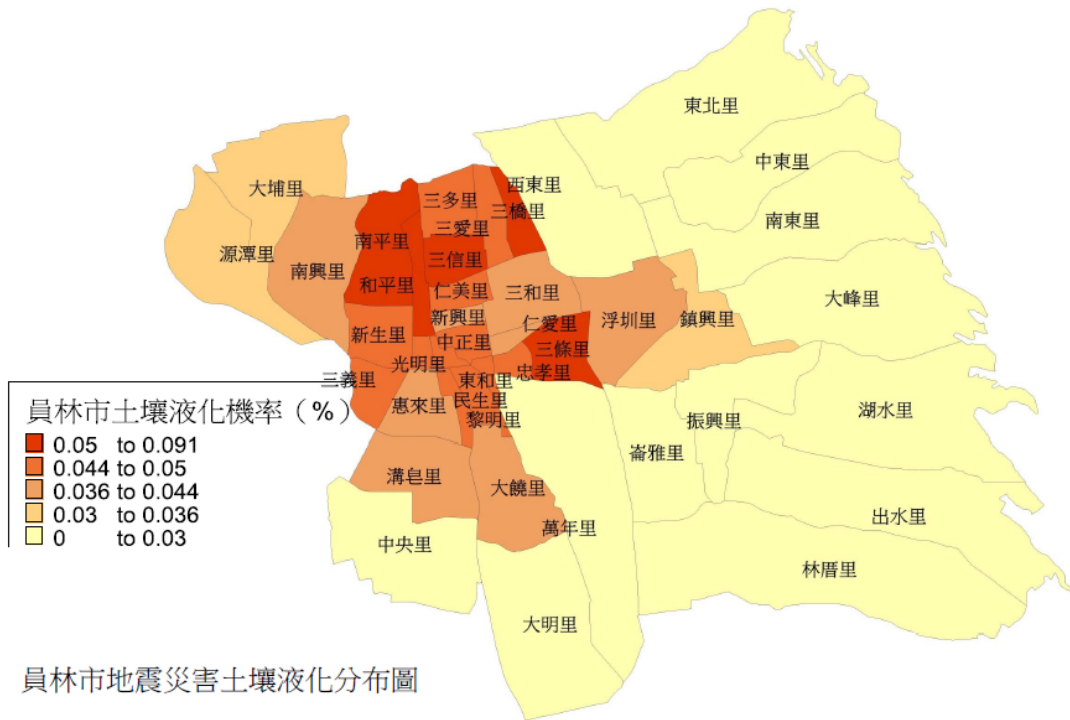 東北里
中東里
西東里
大埔里
三多里
三橋里
南東里
三愛里
南平里
源潭里
三信里
南興里
和平里
仁美里
三和里
大峰里
新興里
仁愛里
浮圳里
鎮興里
新生里
中正里
三條里
光明里
三義里
東和里
忠孝里
惠來里
民生里
黎明里
振興里
湖水里
崙雅里
溝皂里
大饒里
出水里
萬年里
中央里
林厝里
大明里
員林市土壤液化機率（%）
0.05 to 0.091
0.044 to 0.05
0.036 to 0.044
0.03 to 0.036
0 to 0.03
員林市地震災害土壤液化分布圖